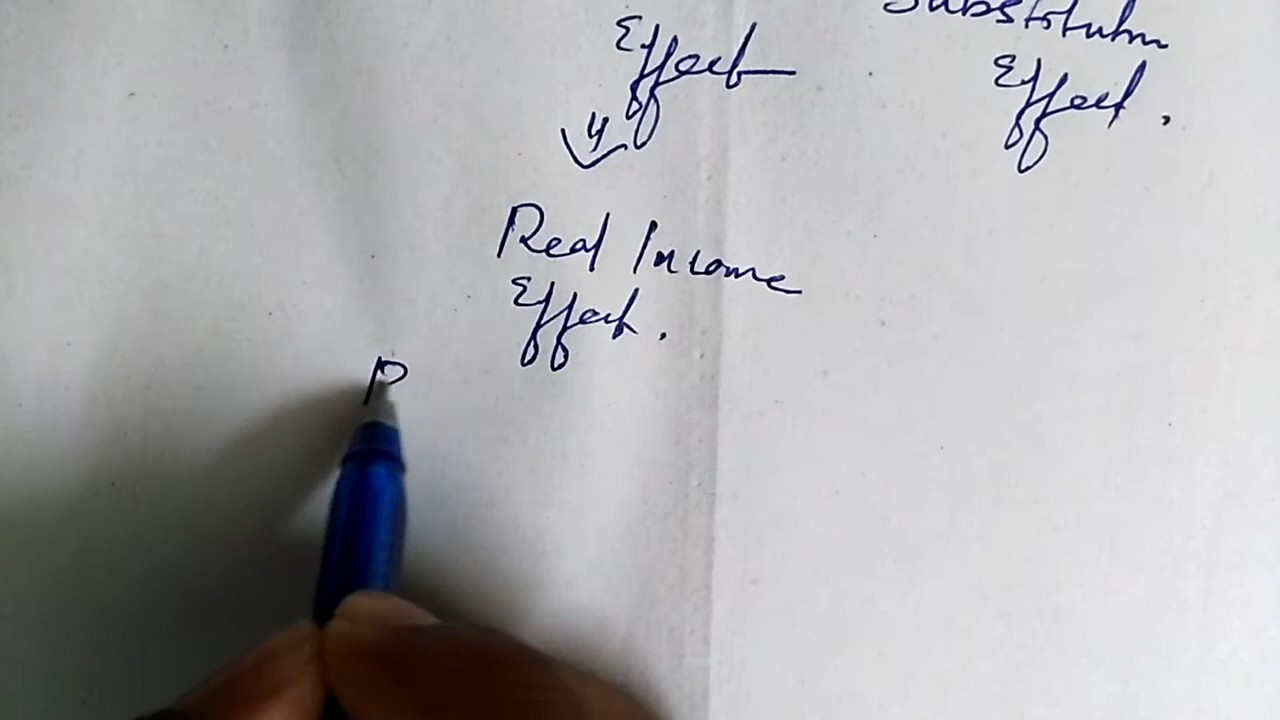 Substitution
Effect
Effect.
Real Income
Effect.
P